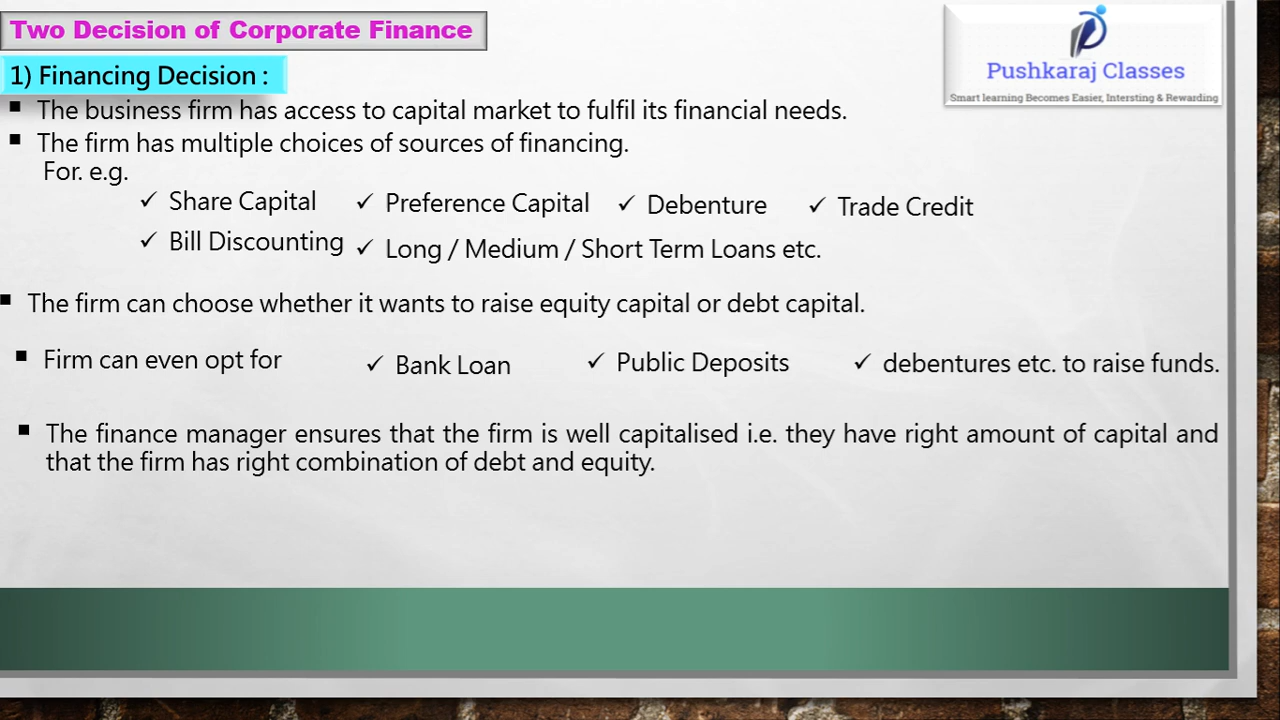 Two Decision of Corporate Finance
Pushkaraj Classes
Smart learning Becomes Easier, Intersting & Rewarding
1) Financing Decision :
▪ The business firm has access to capital market to fulfil its financial needs.
▪ The firm has multiple choices of sources of financing.
For. e.g.
✓ Share Capital ✓ Preference Capital ✓ Debenture ✓ Trade Credit
✓ Bill Discounting ✓ Long / Medium / Short Term Loans etc.
▪ The firm can choose whether it wants to raise equity capital or debt capital.
▪ Firm can even opt for ✓ Bank Loan ✓ Public Deposits ✓ debentures etc. to raise funds.
▪ The finance manager ensures that the firm is well capitalised i.e. they have right amount of capital and
that the firm has right combination of debt and equity.